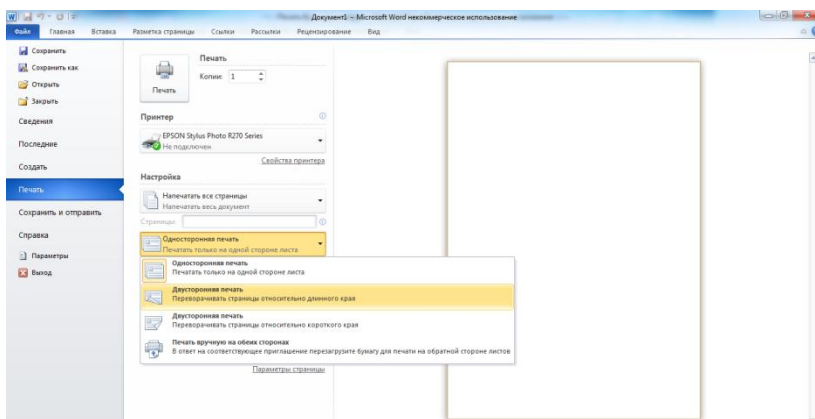 Документ1 - Microsoft Word некоммерческое использование
Файл Главная Вставка Разметка страницы Ссылки Рассылки Рецензирование Вид
Сохранить
Сохранить как
Открыть
Закрыть
Сведения
Последние
Создать
Печать
Сохранить и отправить
Справка
Параметры
Выход
Печать
Копии: 1
Печать
Принтер
EPSON Stylus Photo R270 Series
Не подключен
Свойства принтера
Настройка
Напечатать все страницы
Напечатать весь документ
Страницы:
Односторонняя печать
Печатать только на одной стороне листа
Односторонняя печать
Печатать только на одной стороне листа
Двусторонняя печать
Переворачивать страницы относительно длинного края
Двусторонняя печать
Переворачивать страницы относительно короткого края
Печать вручную на обеих сторонах
В ответ на соответствующее приглашение перезагрузите бумагу для печати на обратной стороне листов
Параметры страницы